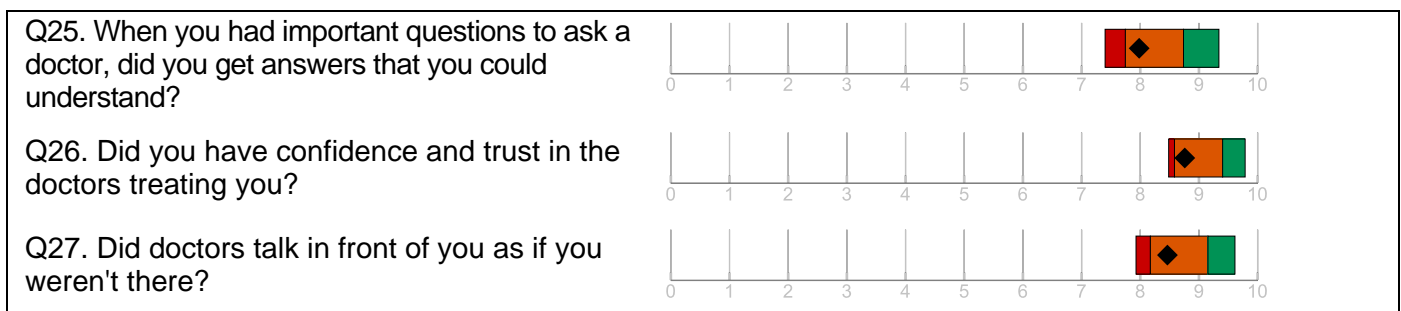 Q25. When you had important questions to ask a
doctor, did you get answers that you could
understand?
0 1 2 3 4 5 6 7 8 9 10
Q26. Did you have confidence and trust in the
doctors treating you?
0 1 2 3 4 5 6 7 8 9 10
Q27. Did doctors talk in front of you as if you
weren't there?
0 1 2 3 4 5 6 7 8 9 10